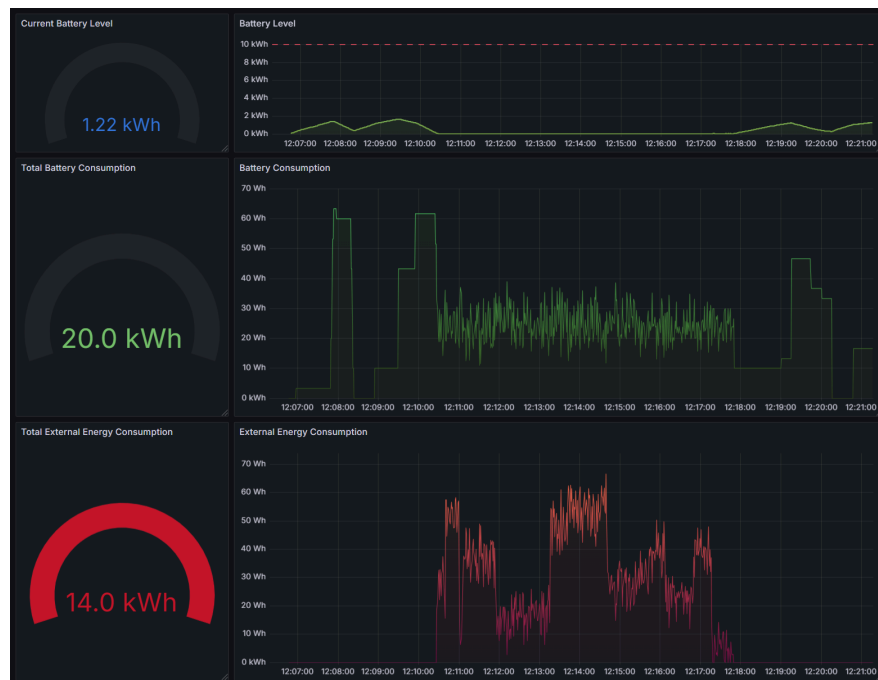 Current Battery Level
1.22 kWh
Battery Level
10 kWh
8 kWh
6 kWh
4 kWh
2 kWh
0 kWh
12:07:00 12:08:00 12:09:00 12:10:00 12:11:00 12:12:00 12:13:00 12:14:00 12:15:00 12:16:00 12:17:00 12:18:00 12:19:00 12:20:00 12:21:00
Total Battery Consumption
20.0 kWh
Battery Consumption
70 Wh
60 Wh
50 Wh
40 Wh
30 Wh
20 Wh
10 Wh
0 kWh
12:07:00 12:08:00 12:09:00 12:10:00 12:11:00 12:12:00 12:13:00 12:14:00 12:15:00 12:16:00 12:17:00 12:18:00 12:19:00 12:20:00 12:21:00
Total External Energy Consumption
14.0 kWh
External Energy Consumption
70 Wh
60 Wh
50 Wh
40 Wh
30 Wh
20 Wh
10 Wh
0 kWh
12:07:00 12:08:00 12:09:00 12:10:00 12:11:00 12:12:00 12:13:00 12:14:00 12:15:00 12:16:00 12:17:00 12:18:00 12:19:00 12:20:00 12:21:00